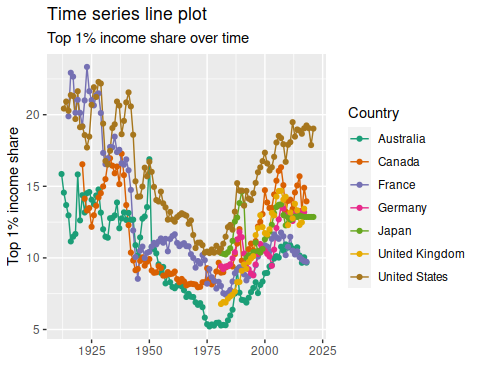 Time series line plot
Top 1% income share over time
Top 1% income share
20
15
10
5
1925
1950
1975
2000
2025
Country
Australia
Canada
France
Germany
Japan
United Kingdom
United States